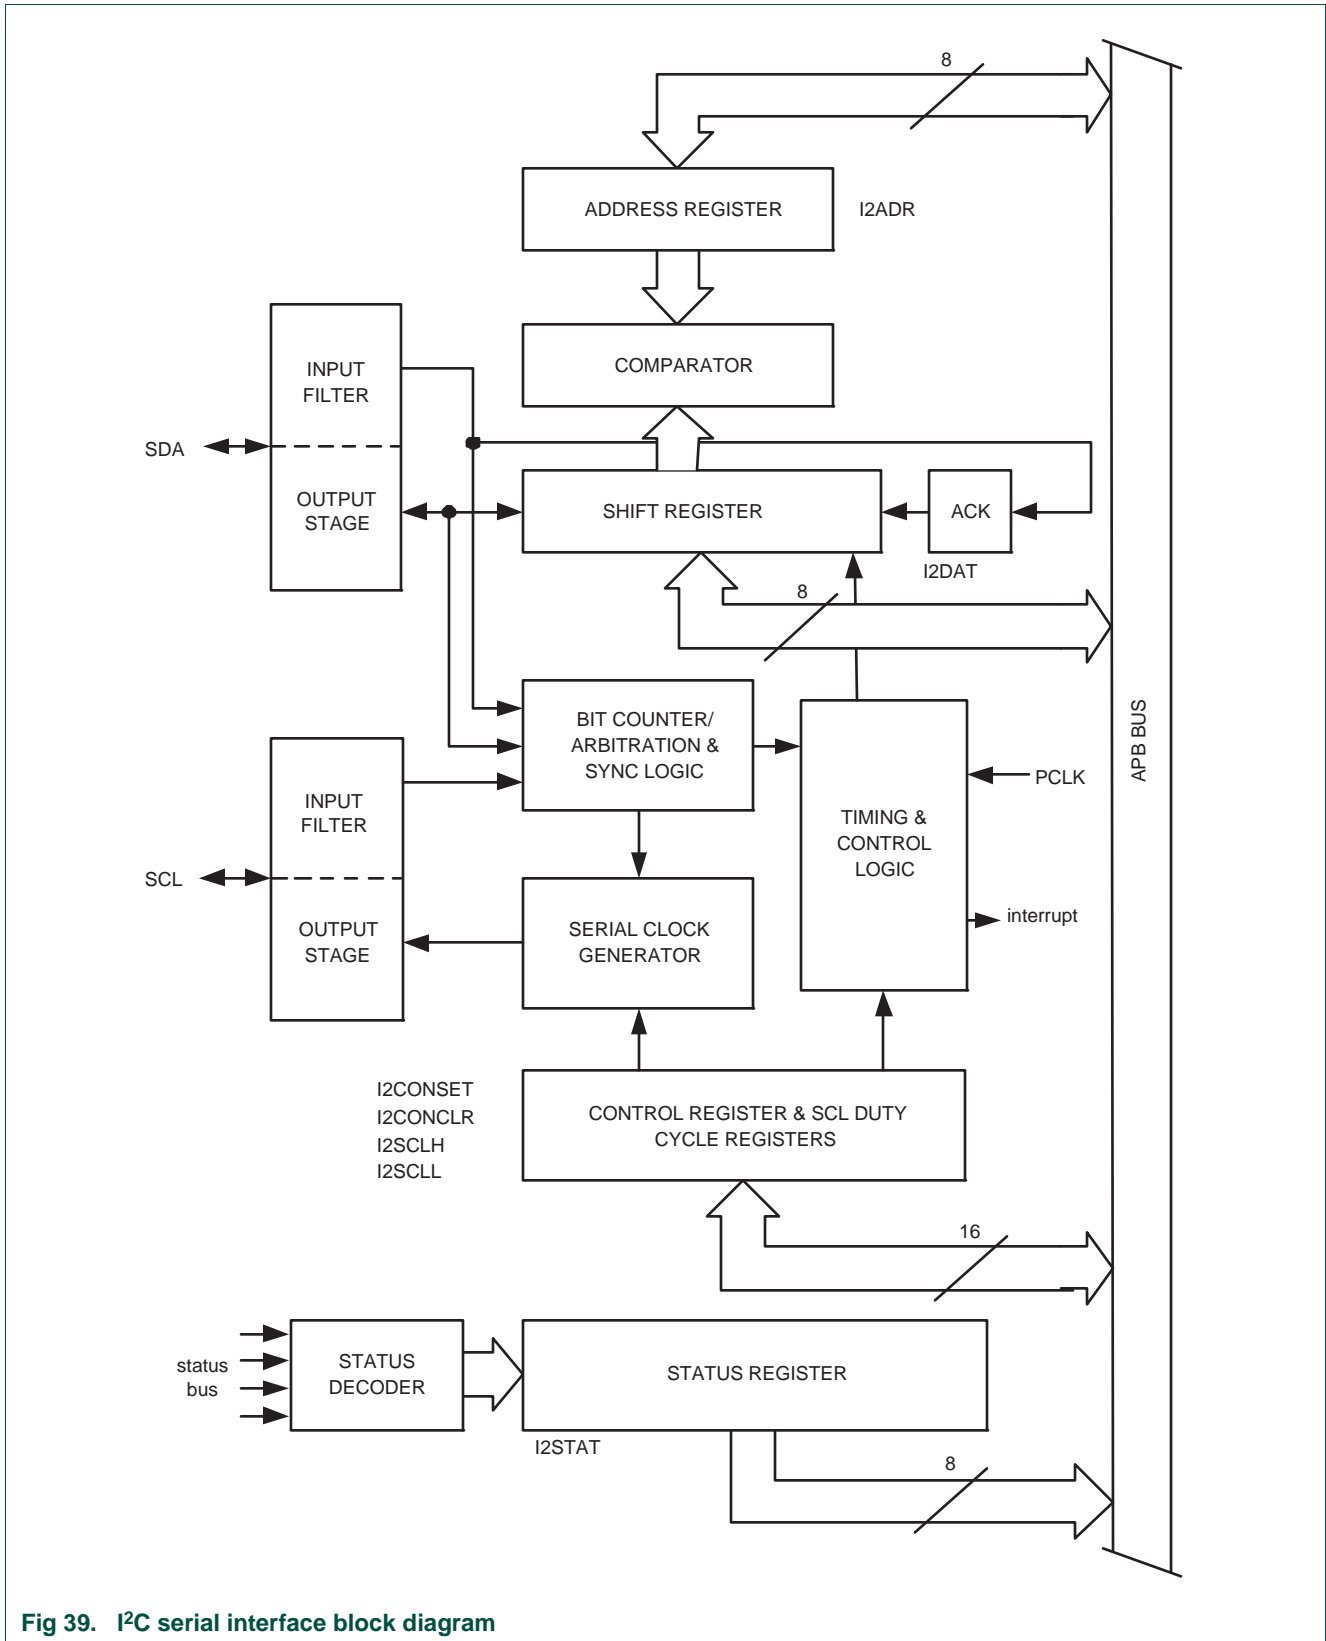 8
ADDRESS REGISTER
I2ADR
COMPARATOR
INPUT
FILTER
SDA
OUTPUT
STAGE
SHIFT REGISTER
ACK
I2DAT
8
BIT COUNTER/
ARBITRATION &
SYNC LOGIC
APB BUS
PCLK
INPUT
FILTER
TIMING &
CONTROL
LOGIC
SCL
OUTPUT
STAGE
SERIAL CLOCK
GENERATOR
interrupt
I2CONSET
I2CONCLR
I2SCLH
I2SCLL
CONTROL REGISTER & SCL DUTY
CYCLE REGISTERS
16
status
bus
STATUS
DECODER
STATUS REGISTER
I2STAT
8
Fig 39. I²C serial interface block diagram